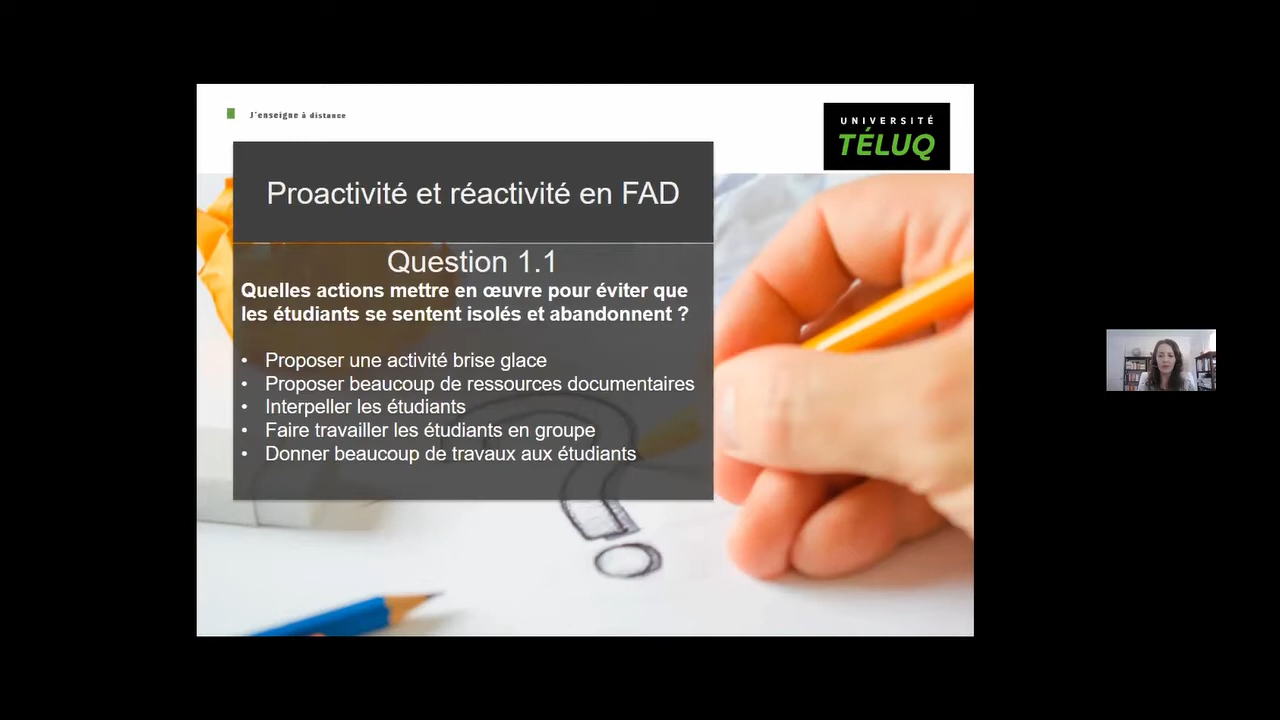 J'enseigne à distance
UNIVERSITÉ
TÉLUQ
Proactivité et réactivité en FAD
Question 1.1
Quelles actions mettre en œuvre pour éviter que
les étudiants se sentent isolés et abandonnent ?
• Proposer une activité brise glace
• Proposer beaucoup de ressources documentaires
• Interpeller les étudiants
• Faire travailler les étudiants en groupe
• Donner beaucoup de travaux aux étudiants